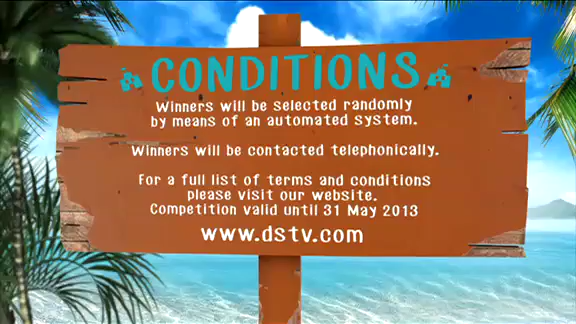 CONDITIONS
Winners will be selected randomly
by means of an automated system.
Winners will be contacted telephonically.
For a full list of terms and conditions
please visit our website.
Competition valid until 31 May 2013
www.dstv.com